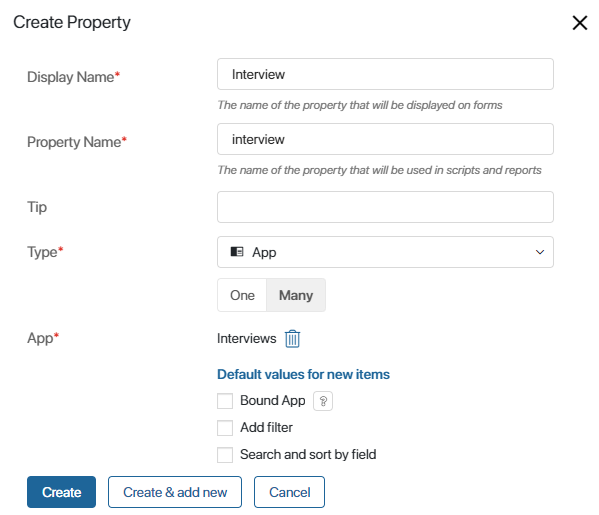 Create Property
Display Name*
Interview
The name of the property that will be displayed on forms
Property Name*
interview
The name of the property that will be used in scripts and reports
Tip
Type*
App
One Many
App*
Interviews
Default values for new items
Bound App ?
Add filter
Search and sort by field
Create Create & add new Cancel